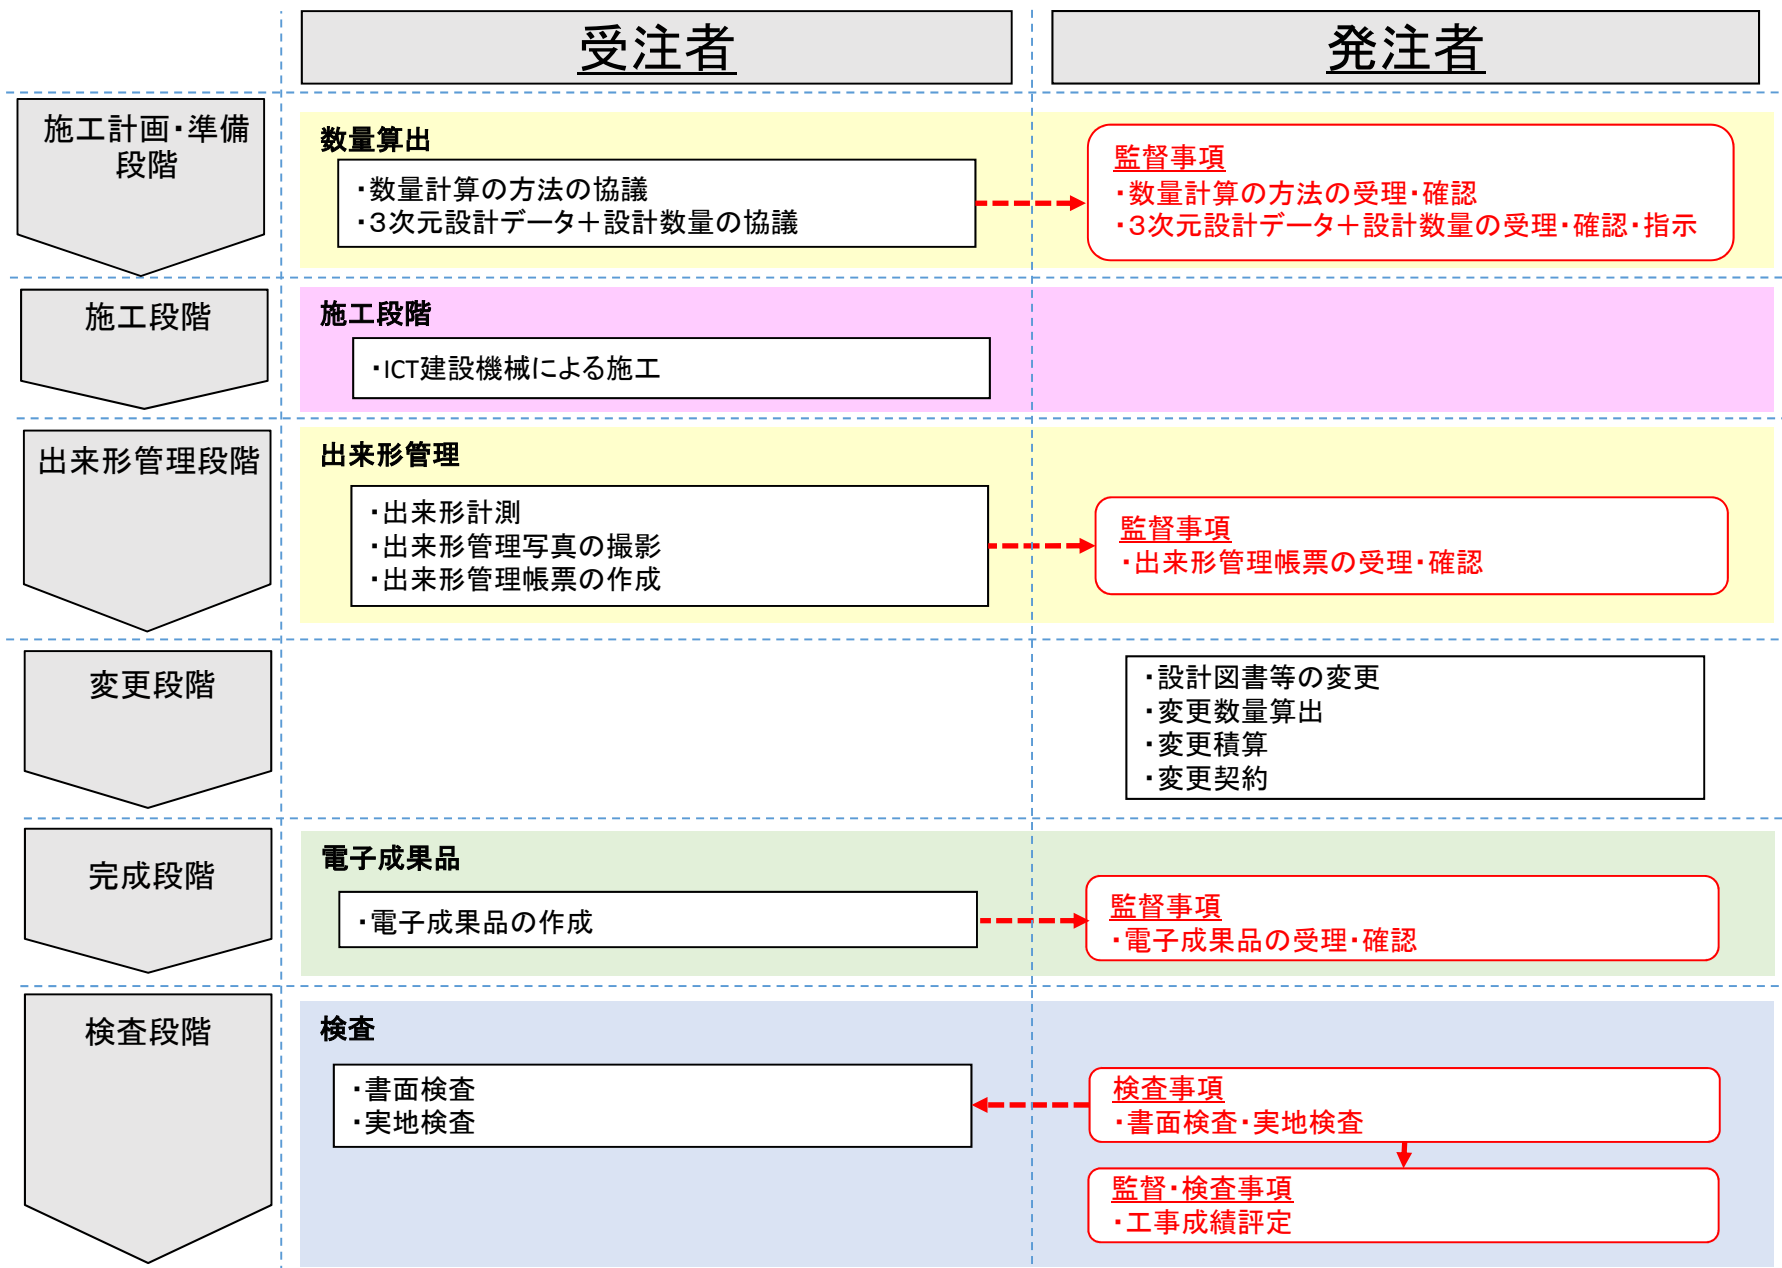 受注者
発注者
施工計画・準備
段階
数量算出
・数量計算の方法の協議
・３次元設計データ＋設計数量の協議
監督事項
・数量計算の方法の受理・確認
・３次元設計データ＋設計数量の受理・確認・指示
施工段階
施工段階
・ICT建設機械による施工
出来形管理段階
出来形管理
・出来形計測
・出来形管理写真の撮影
・出来形管理帳票の作成
監督事項
・出来形管理帳票の受理・確認
変更段階
・設計図書等の変更
・変更数量算出
・変更積算
・変更契約
完成段階
電子成果品
・電子成果品の作成
監督事項
・電子成果品の受理・確認
検査段階
検査
・書面検査
・実地検査
検査事項
・書面検査・実地検査
監督・検査事項
・工事成績評定